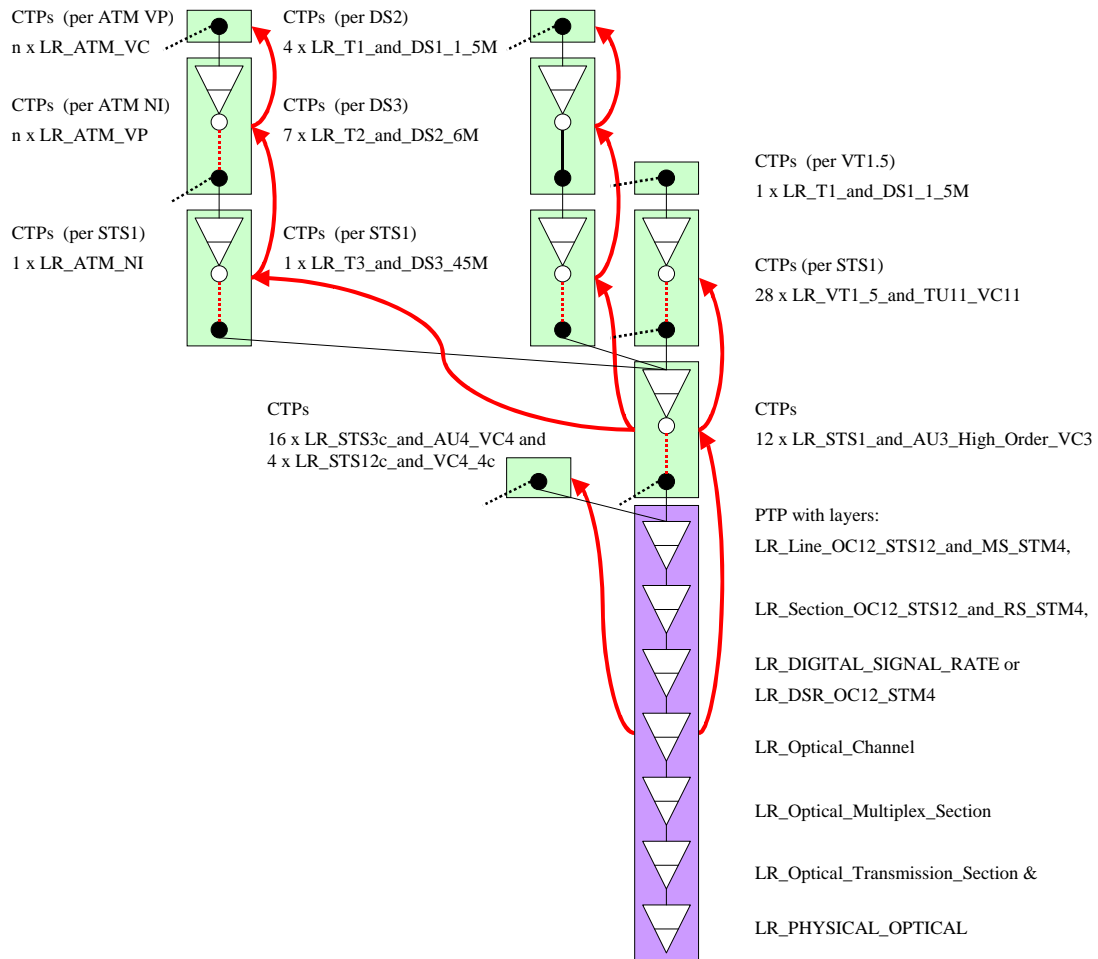 CTPs (per ATM VP)
n x LR_ATM_VC
CTPs (per DS2)
4 x LR_T1_and_DS1_1_5M
CTPs (per ATM NI)
n x LR_ATM_VP
CTPs (per DS3)
7 x LR_T2_and_DS2_6M
CTPs (per VT1.5)
1 x LR_T1_and_DS1_1_5M
CTPs (per STS1)
1 x LR_ATM_NI
CTPs (per STS1)
1 x LR_T3_and_DS3_45M
CTPs (per STS1)
28 x LR_VT1_5_and_TU11_VC11
CTPs
16 x LR_STS3c_and_AU4_VC4 and
4 x LR_STS12c_and_VC4_4c
CTPs
12 x LR_STS1_and_AU3_High_Order_VC3
PTP with layers:
LR_Line_OC12_STS12_and_MS_STM4,
LR_Section_OC12_STS12_and_RS_STM4,
LR_DIGITAL_SIGNAL_RATE or
LR_DSR_OC12_STM4
LR_Optical_Channel
LR_Optical_Multiplex_Section
LR_Optical_Transmission_Section &
LR_PHYSICAL_OPTICAL